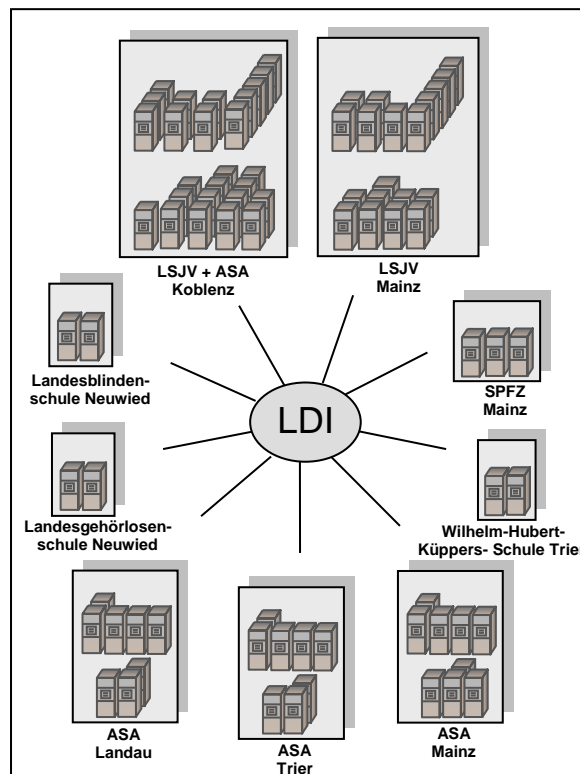 LSJV + ASA
Koblenz
LSJV
Mainz
Landesblinden-
schule Neuwied
SPFZ
Mainz
LDI
Landesgehörlosen-
schule Neuwied
Wilhelm-Hubert-
Küppers- Schule Trier
ASA
Landau
ASA
Trier
ASA
Mainz